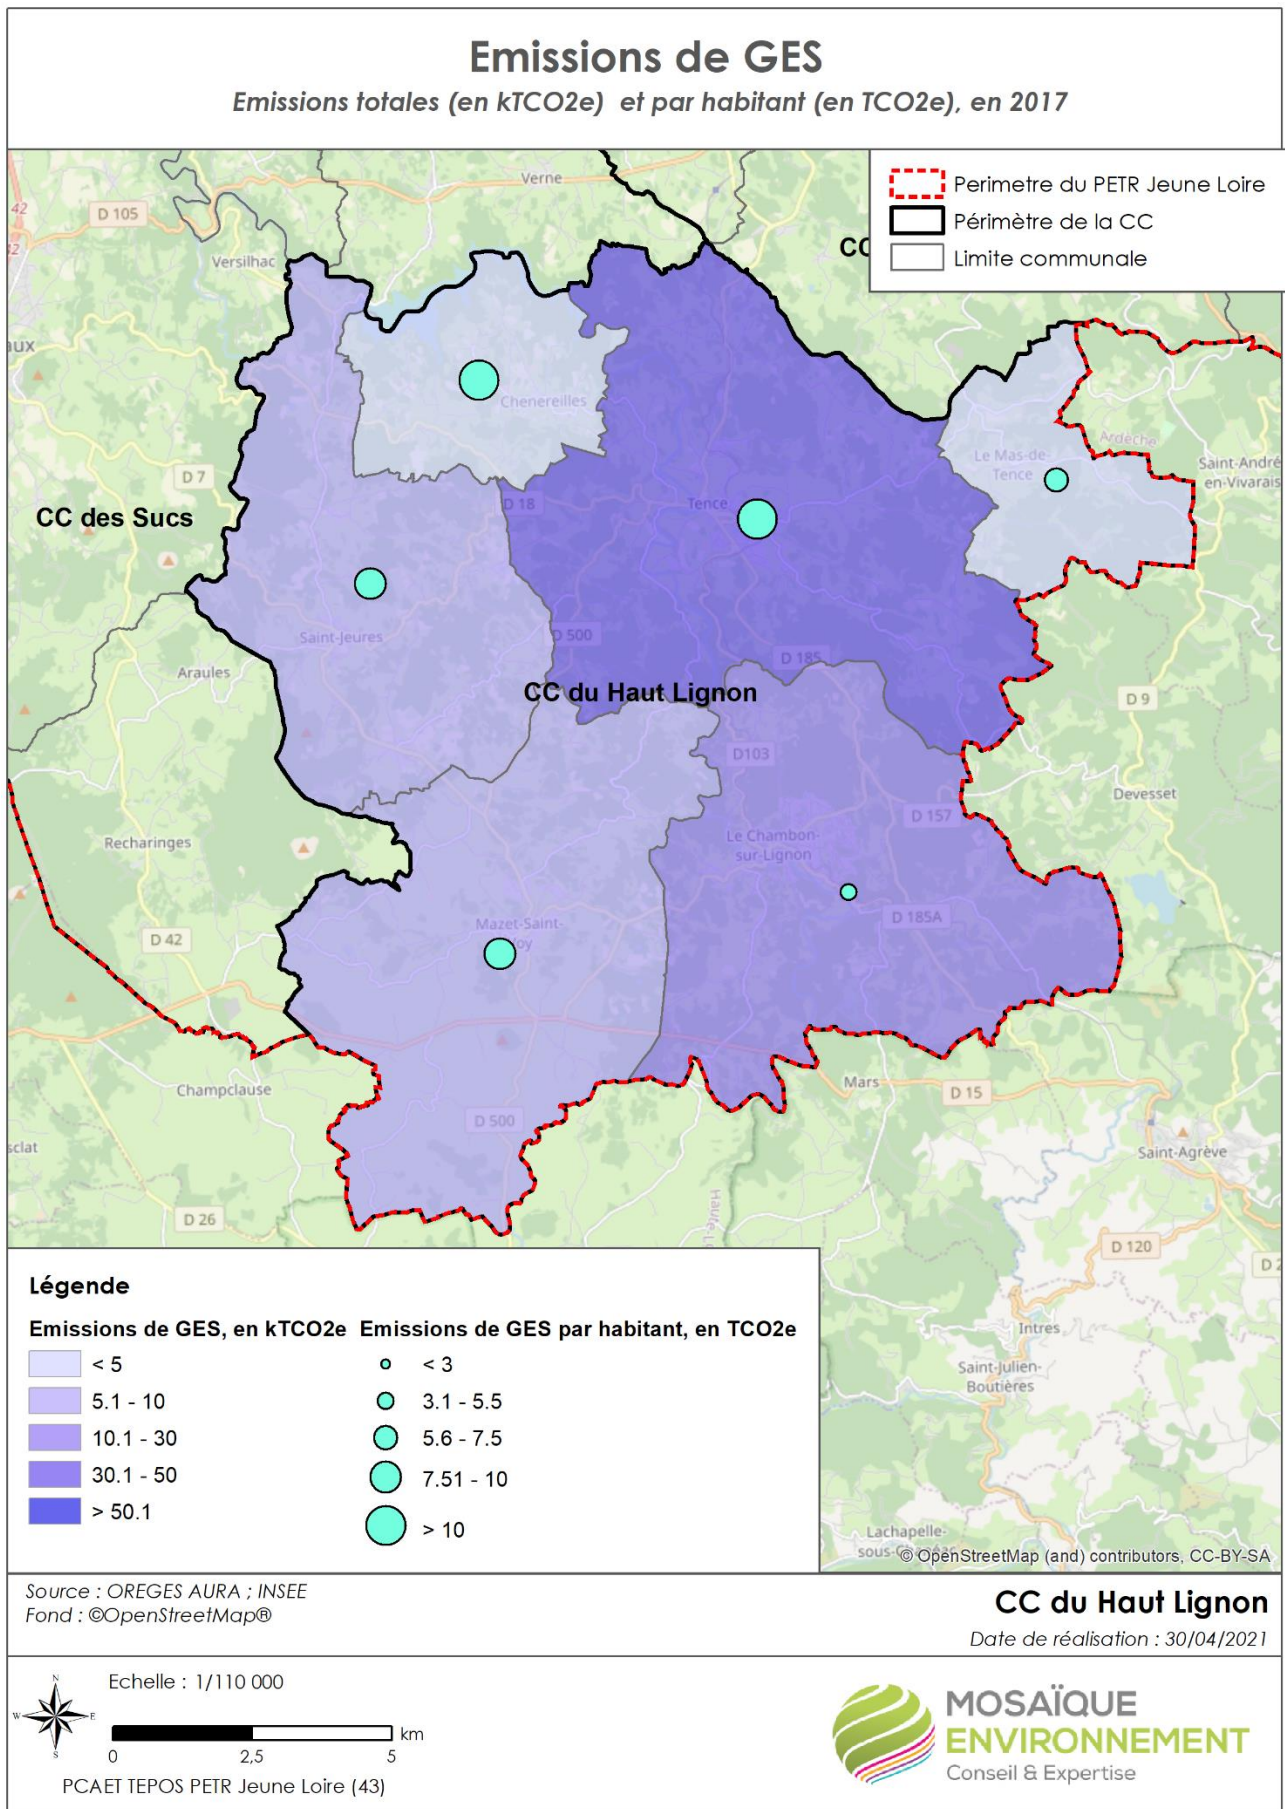 Emissions de GES
Emissions totales (en kTCO2e) et par habitant (en TCO2e), en 2017
Perimetre du PETR Jeune Loire
Périmètre de la CC
Limite communale
CC
Verne
D 105
42
42
Versilhac
aux
Chenereilles
Ardèche
Le Mas-de-
Tence
Saint-André-
en-Vivarais
D 7
D 18
Tence
CC des Sucs
Saint-Jeures
D 500
D 185
Araules
CC du Haut Lignon
D 9
D103
Devesset
D 157
Recharinges
Le Chambon-
sur-Lignon
D 185A
Mazet-Saint-
Voy
D 42
Champclause
Mars
D 15
D 500
sclat
Saint-Agrève
D 26
Haute-L
D 120
D 2
Intres
Saint-Julien-
Boutières
Lachapelle-
© OpenStreetMap (and) contributors, CC-BY-SA
Légende
Emissions de GES, en kTCO2e
< 5
5.1 - 10
10.1 - 30
30.1 - 50
> 50.1
Emissions de GES par habitant, en TCO2e
< 3
3.1 - 5.5
5.6 - 7.5
7.51 - 10
> 10
Source : OREGES AURA ; INSEE
Fond : ©OpenStreetMap®
CC du Haut Lignon
Date de réalisation : 30/04/2021
N
W E
S
Echelle : 1/110 000
km
0 2,5 5
PCAET TEPOS PETR Jeune Loire (43)
MOSAÏQUE
ENVIRONNEMENT
Conseil & Expertise